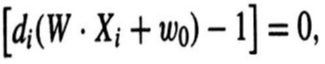 [d_i(W · X_i + w_0) − 1] = 0,